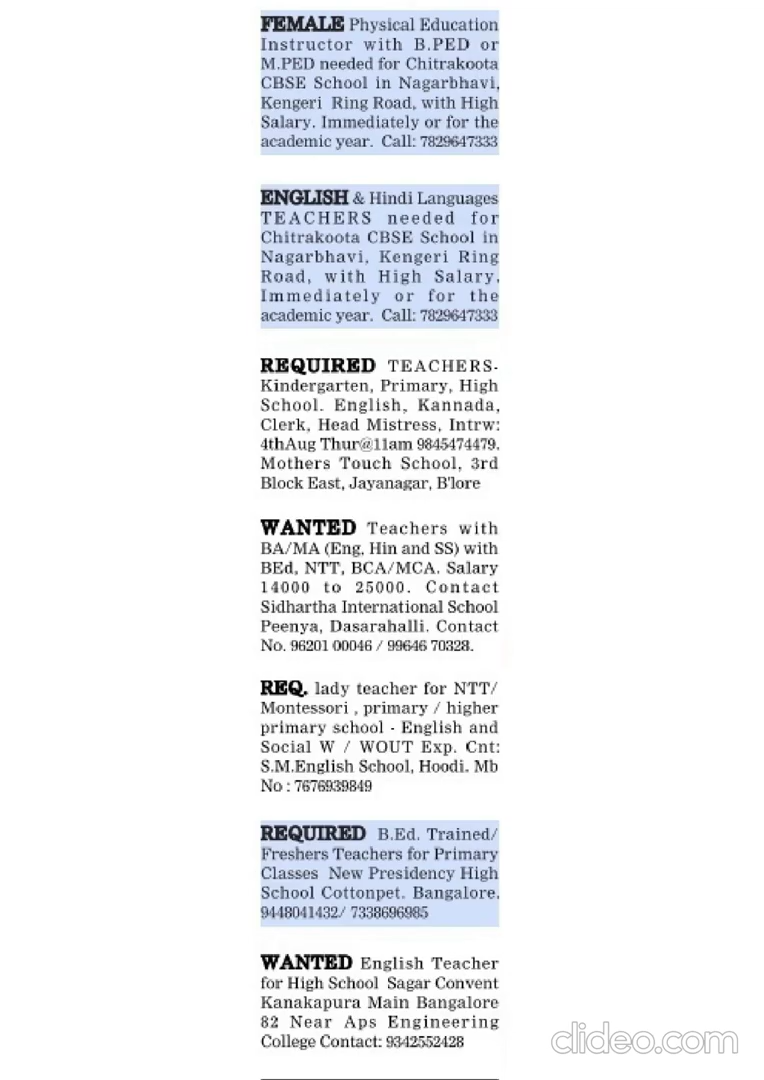 FEMALE Physical Education
Instructor with B.PED or
M.PED needed for Chitrakoota
CBSE School in Nagarbhavi,
Kengeri Ring Road, with High
Salary. Immediately or for the
academic year. Call: 7829647333
ENGLISH & Hindi Languages
TEACHERS needed for
Chitrakoota CBSE School in
Nagarbhavi, Kengeri Ring
Road, with High Salary.
Immediately or for the
academic year. Call: 7829647333
REQUIRED TEACHERS-
Kindergarten, Primary, High
School. English, Kannada,
Clerk, Head Mistress, Intrw:
4thAug Thur@11am 9845474479.
Mothers Touch School, 3rd
Block East, Jayanagar, B'lore
WANTED Teachers with
BA/MA (Eng, Hin and SS) with
BEd, NTT, BCA/MCA. Salary
14000 to 25000. Contact
Sidhartha International School
Peenya, Dasarahalli. Contact
No. 96201 00046 / 99646 70328.
REQ. lady teacher for NTT/
Montessori , primary / higher
primary school - English and
Social W / WOUT Exp. Cnt:
S.M.English School, Hoodi. Mb
No : 7676939849
REQUIRED B.Ed. Trained/
Freshers Teachers for Primary
Classes New Presidency High
School Cottonpet. Bangalore.
9448041432/ 7338696985
WANTED English Teacher
for High School Sagar Convent
Kanakapura Main Bangalore
82 Near Aps Engineering
College Contact: 9342552428
clideo.com